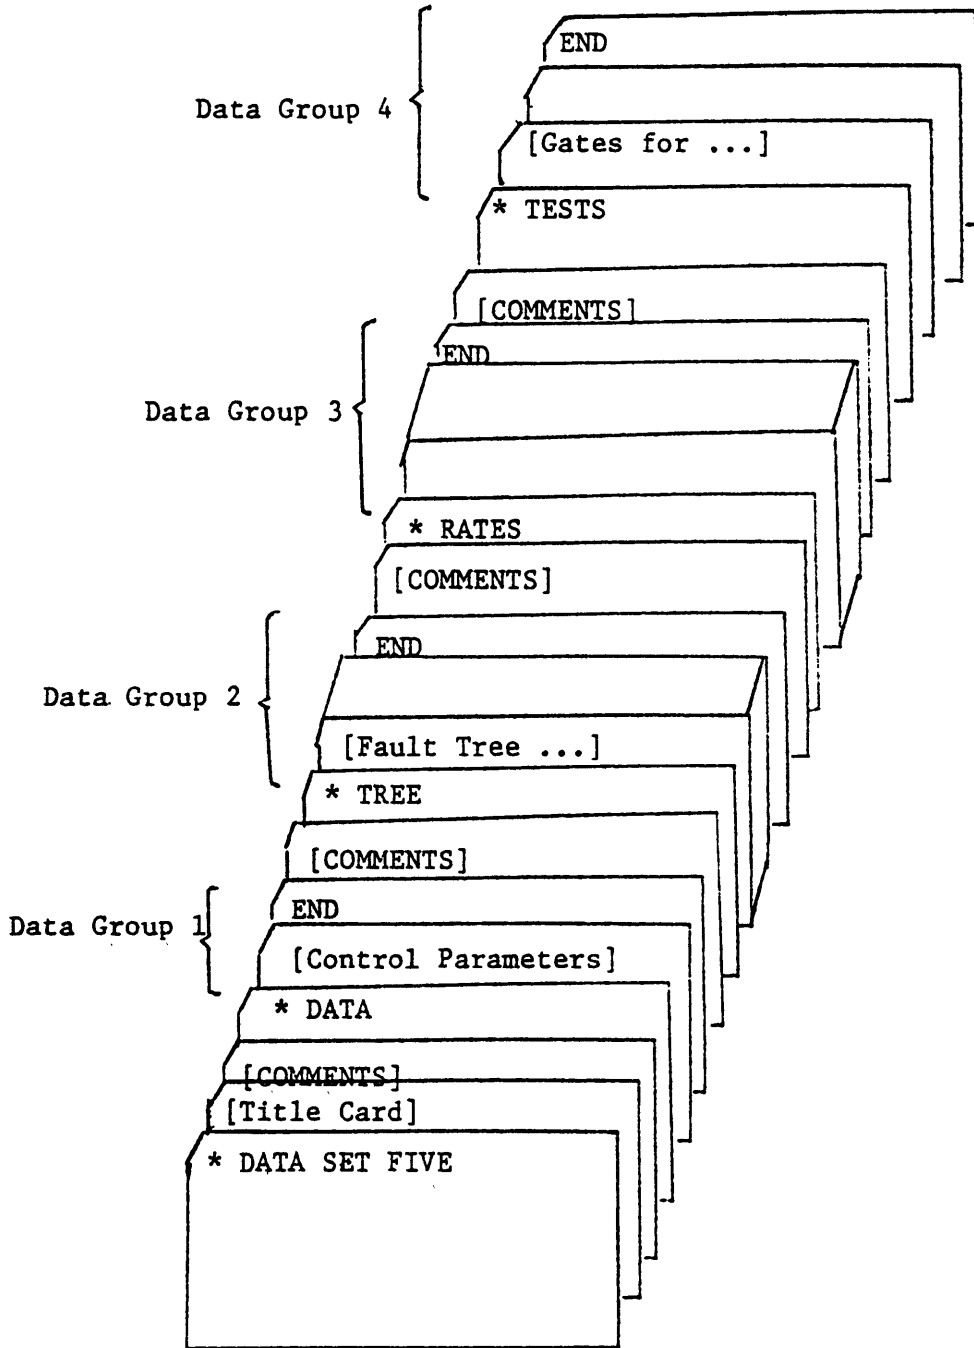 END
Data Group 4
[Gates for ...]
* TESTS
[COMMENTS]
END
Data Group 3
* RATES
[COMMENTS]
END
Data Group 2
[Fault Tree ...]
* TREE
[COMMENTS]
END
Data Group 1
[Control Parameters]
* DATA
[COMMENTS]
[Title Card]
* DATA SET FIVE